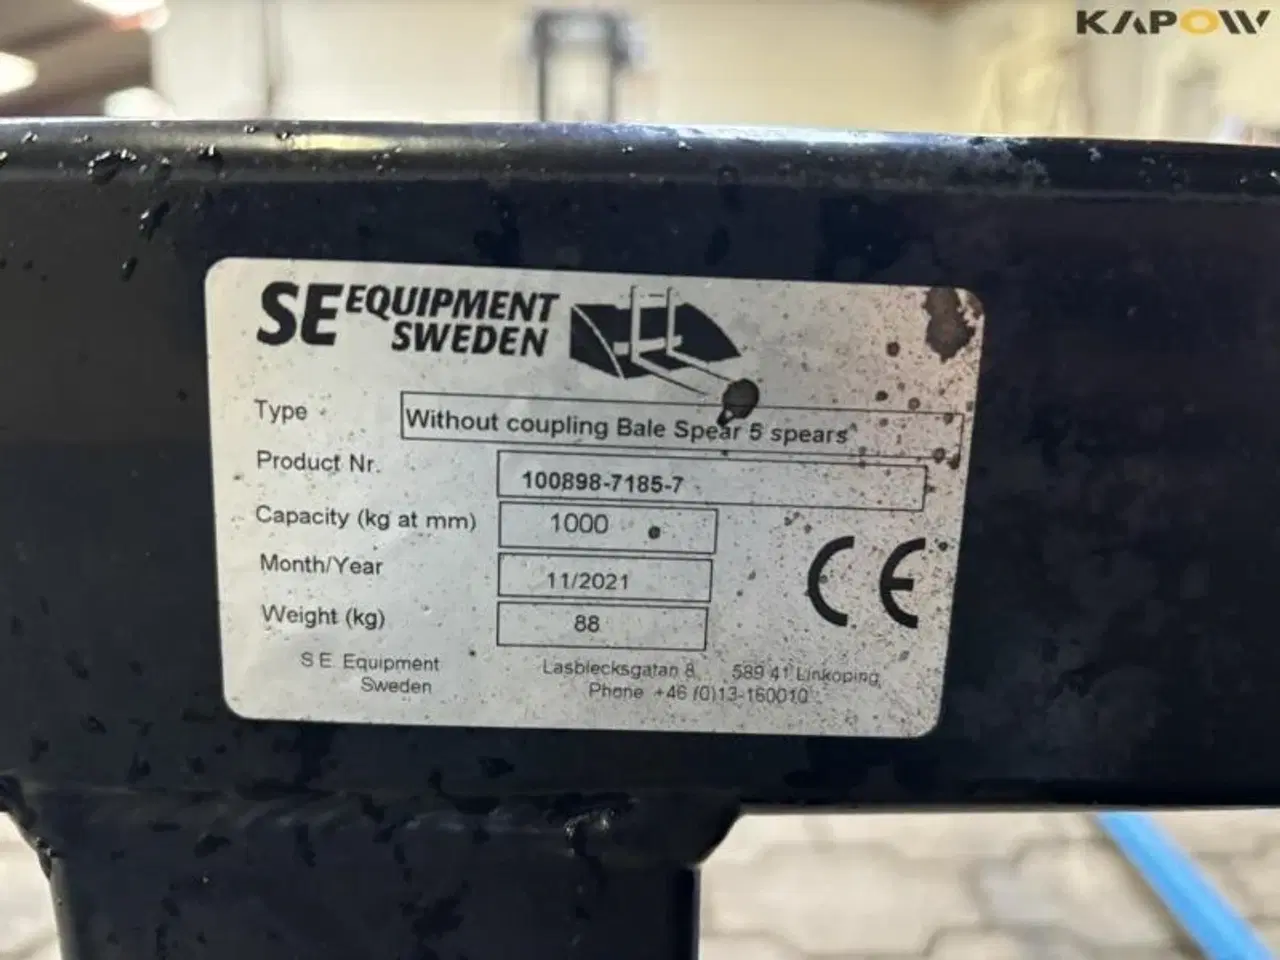 KAPOW
SE EQUIPMENT
SWEDEN
Type
Without coupling Bale Spear 5 spears
Product Nr.
100898-7185-7
Capacity (kg at mm)
1000
Month/Year
11/2021
Weight (kg)
88
CE
S E Equipment
Sweden
Lasblecksgatan 8, 589 41 Linkoping,
Phone +46 (0)13-160010